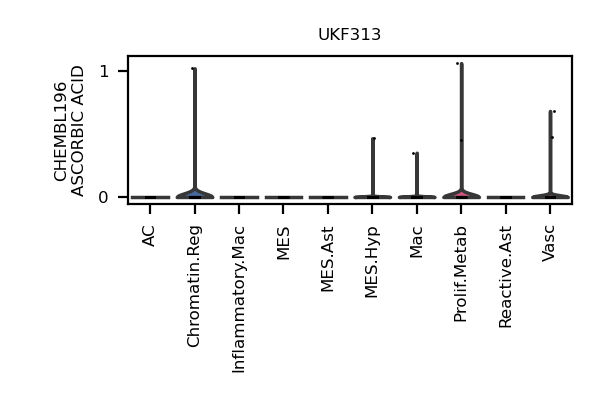 UKF313
CHEMBL196
ASCORBIC ACID
1
0
AC
Chromatin.Reg
Inflammatory.Mac
MES
MES.Ast
MES.Hyp
Mac
Prolif.Metab
Reactive.Ast
Vasc